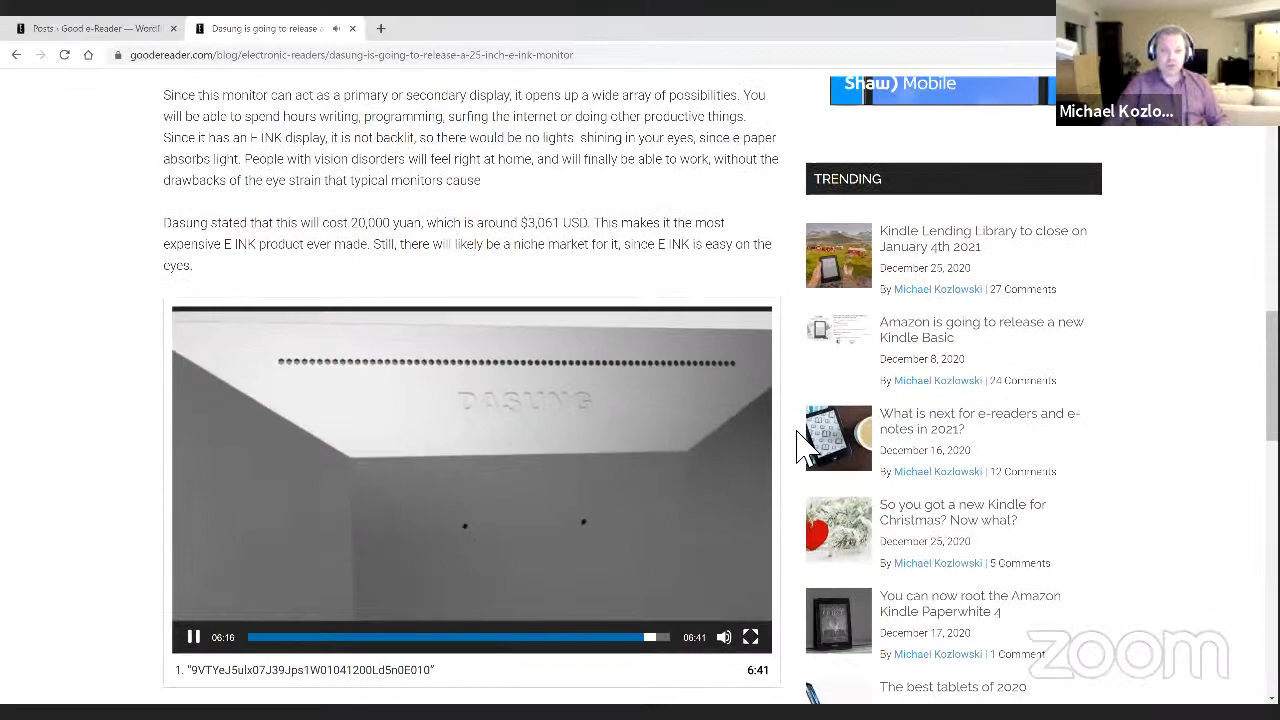 Posts ‹ Good e-Reader — WordPr
Dasung is going to release a
goodereader.com/blog/electronic-readers/dasung-is-going-to-release-a-25-inch-e-ink-monitor
Michael Kozlo...
Shaw) Mobile
Since the monitor can act as a primary or secondary display, it opens up a wide array of possibilities. You
will be able to spend hours writing documents, surfing the internet or doing other productive things.
Since it has an E INK display, it is not backlit, so there would be no lights shining in your eyes, since e paper
absorbs light. People with vision disorders will feel right at home, and will finally be able to work, without the
drawbacks of the eye strain that typical monitors cause
Dasung stated that this will cost 20,000 yuan, which is around $3,061 USD. This makes it the most
expensive E INK product ever made. Still, there will likely be a niche market for it, since E INK is easy on the
eyes.
DASUNG
06:16
06:41
1. “9VTYeJ5ulx07J39Jps1W01041200Ld5n0E010”
6:41
TRENDING
Kindle Lending Library to close on
January 4th 2021
December 25, 2020
By Michael Kozlowski | 27 Comments
Amazon is going to release a new
Kindle Basic
December 8, 2020
By Michael Kozlowski | 24 Comments
What is next for e-readers and e-
notes in 2021?
December 16, 2020
By Michael Kozlowski | 12 Comments
So you got a new Kindle for
Christmas? Now what?
December 25, 2020
By Michael Kozlowski | 5 Comments
You can now root the Amazon
Kindle Paperwhite 4
December 17, 2020
By Michael Kozlowski | 1 Comment
The best tablets of 2020
zoom